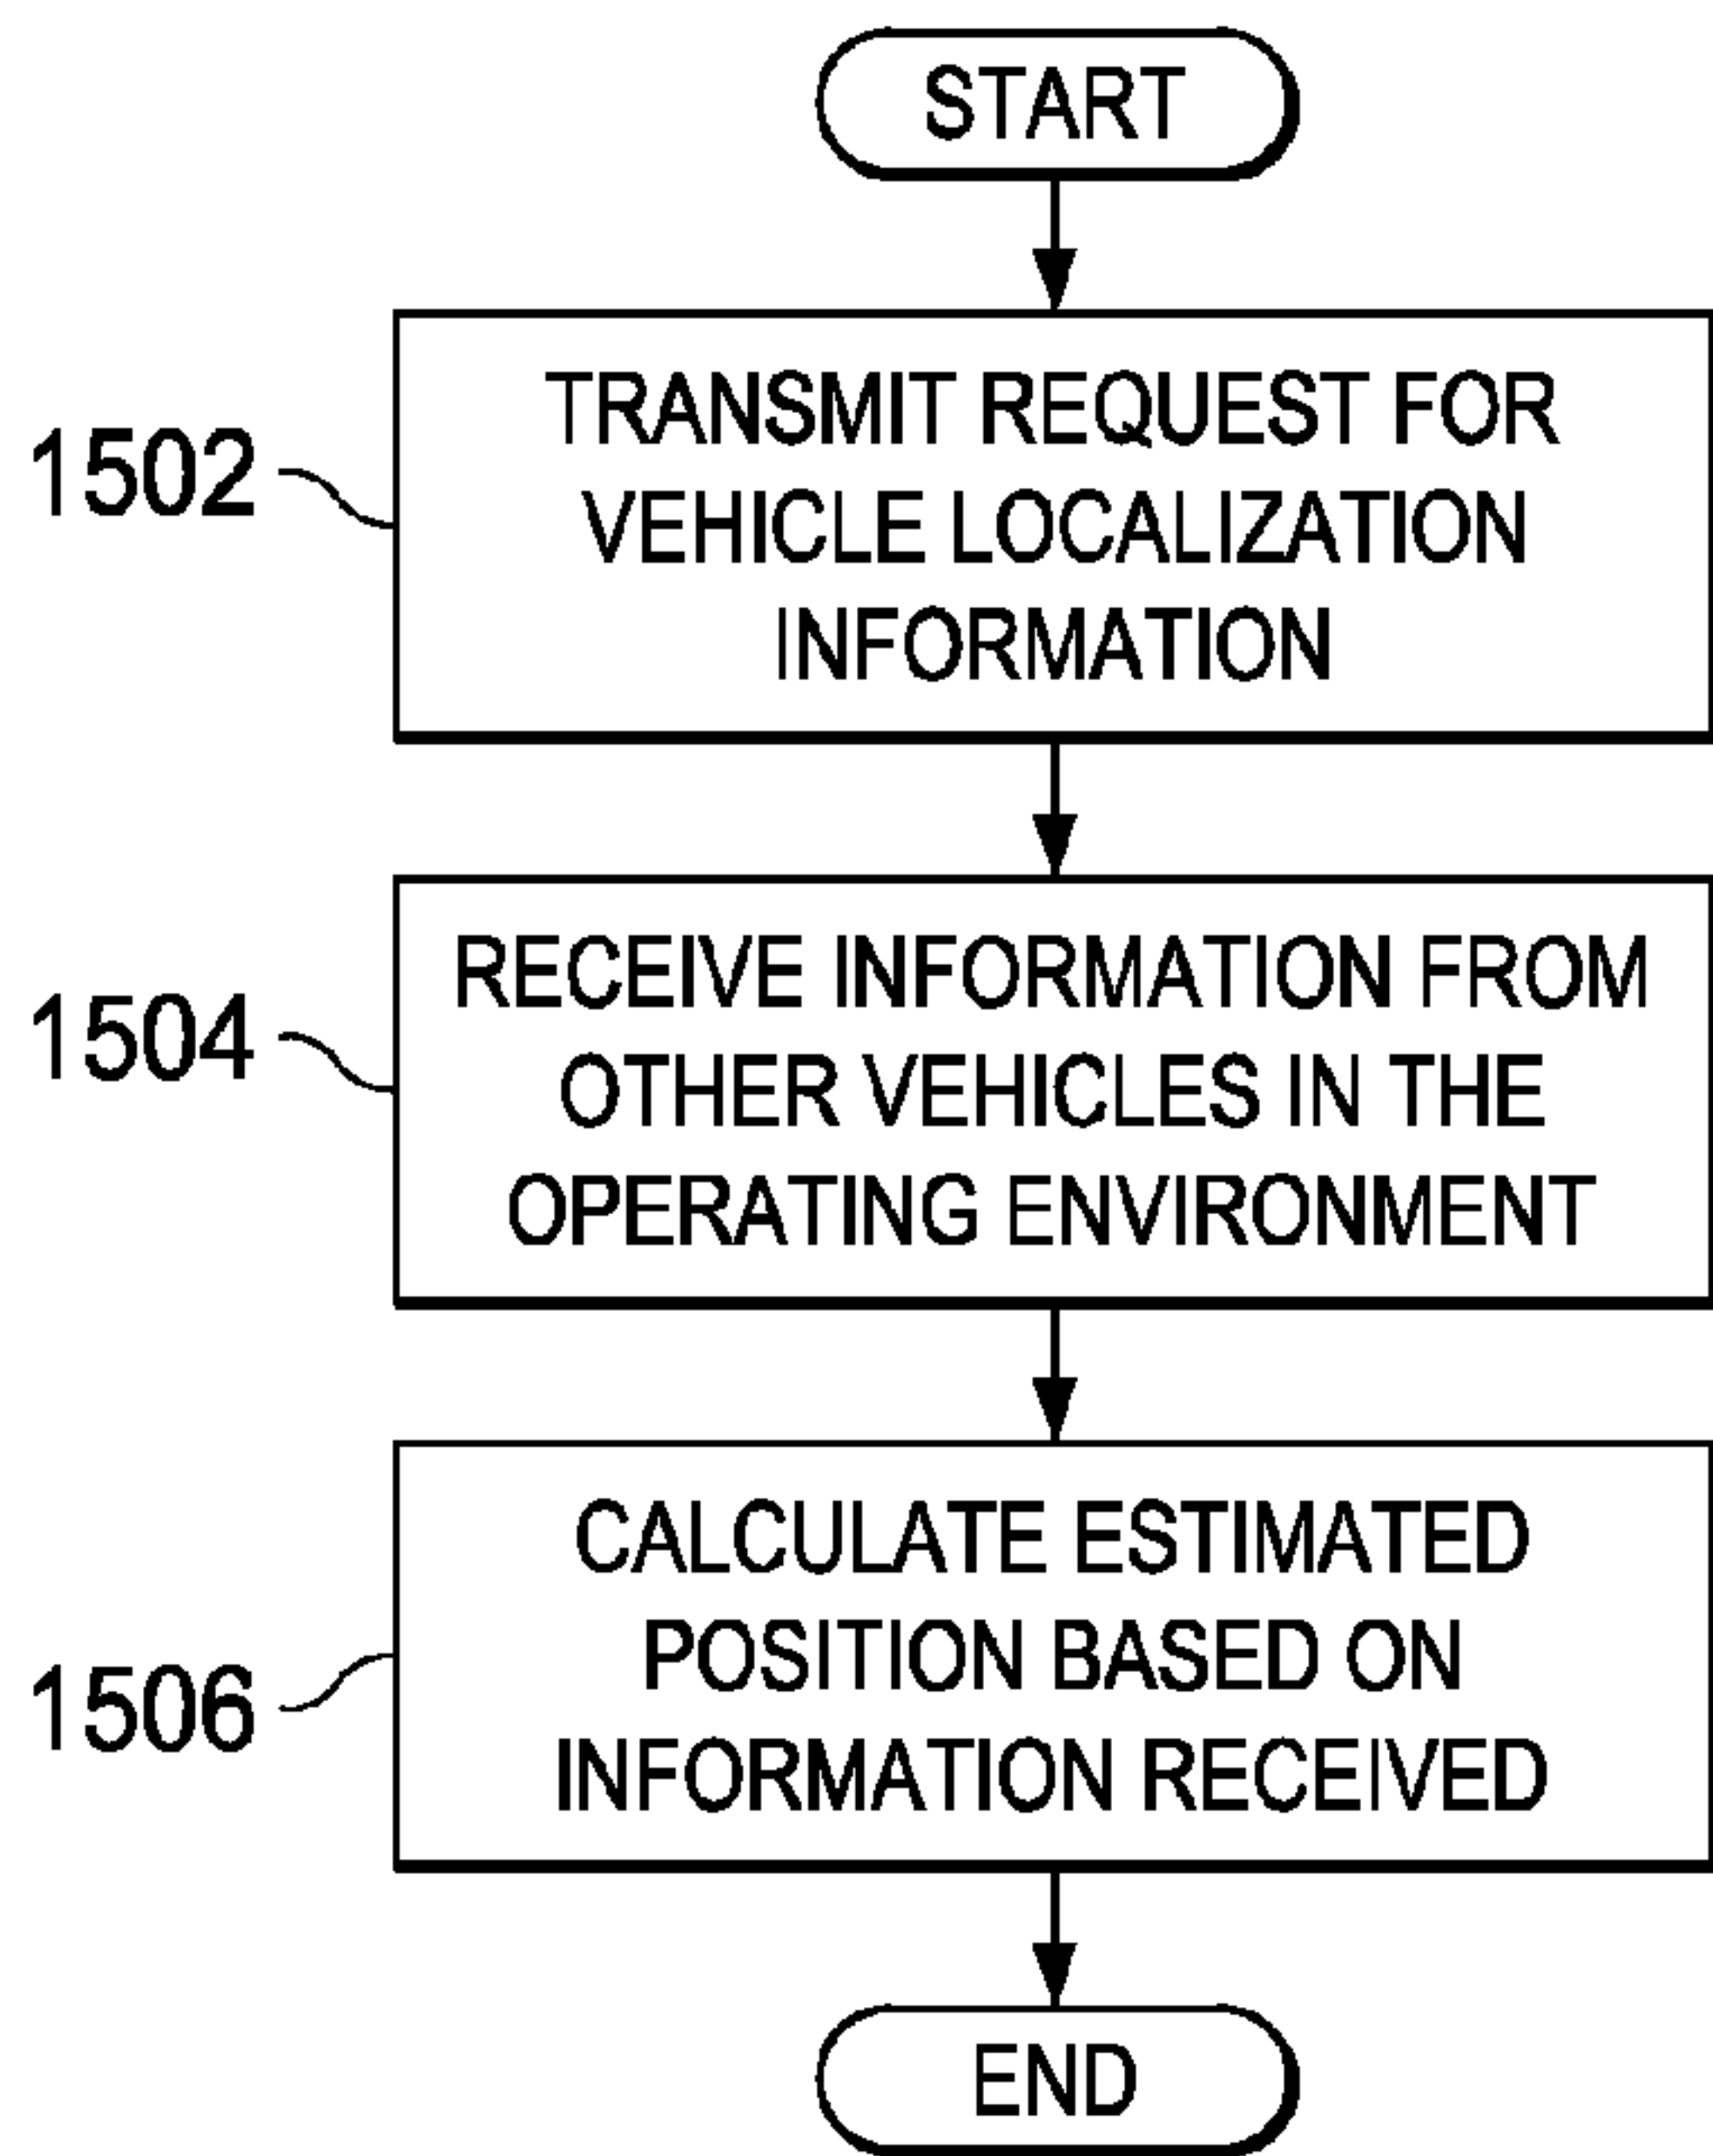 START
1502
TRANSMIT REQUEST FOR
VEHICLE LOCALIZATION
INFORMATION
1504
RECEIVE INFORMATION FROM
OTHER VEHICLES IN THE
OPERATING ENVIRONMENT
1506
CALCULATE ESTIMATED
POSITION BASED ON
INFORMATION RECEIVED
END